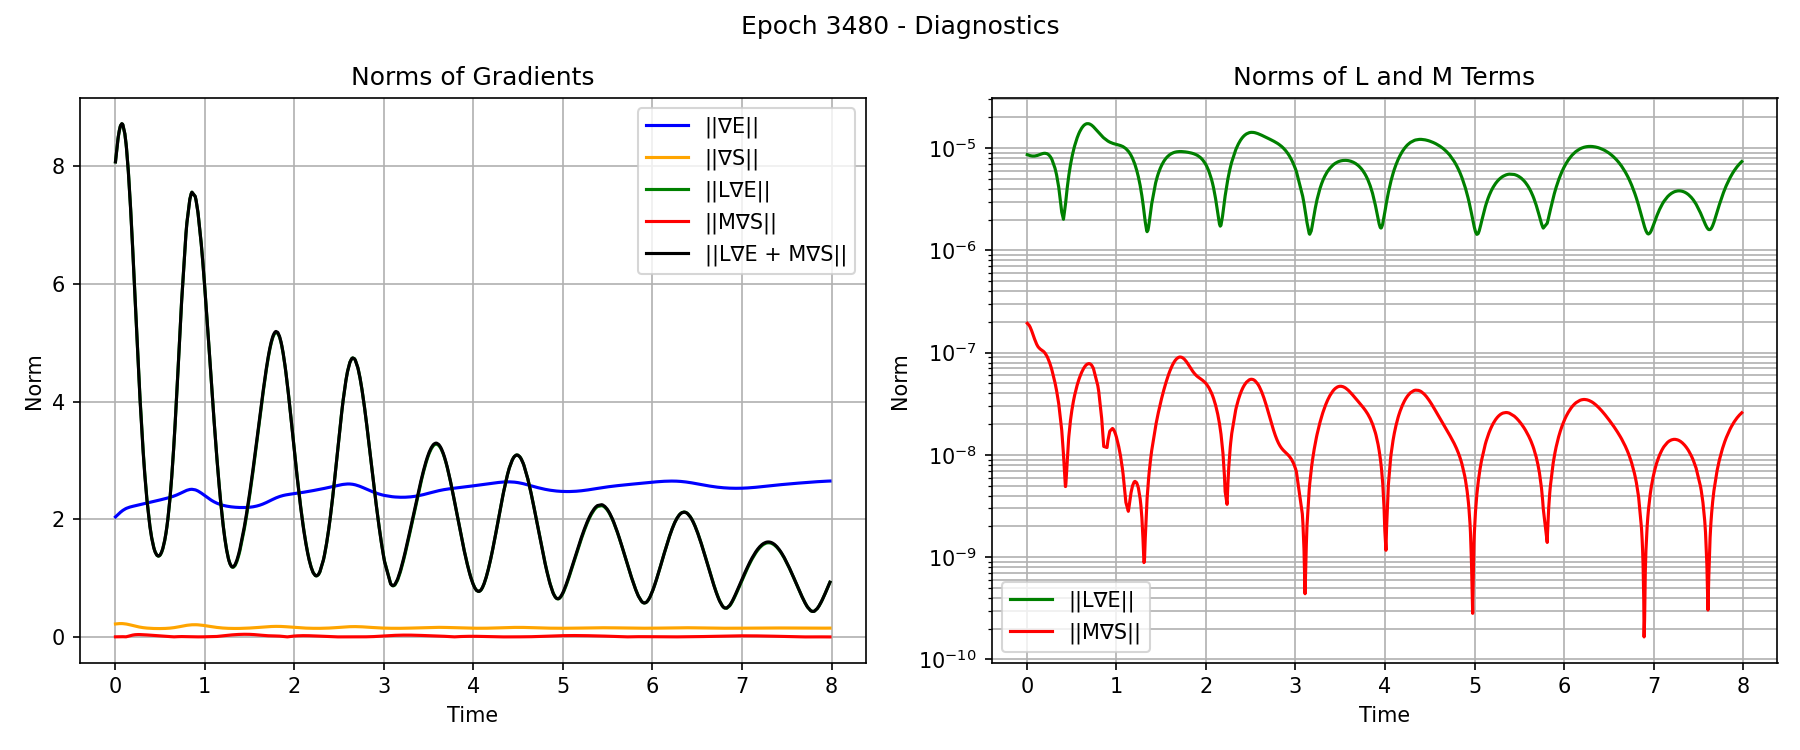 Epoch 3480 - Diagnostics
Norms of Gradients
Norm
8
6
4
2
0
0 1 2 3 4 5 6 7 8
Time
||∇E||
||∇S||
||L∇E||
||M∇S||
||L∇E + M∇S||
Norms of L and M Terms
Norm
10⁻⁵
10⁻⁶
10⁻⁷
10⁻⁸
10⁻⁹
10⁻¹⁰
0 1 2 3 4 5 6 7 8
Time
||L∇E||
||M∇S||